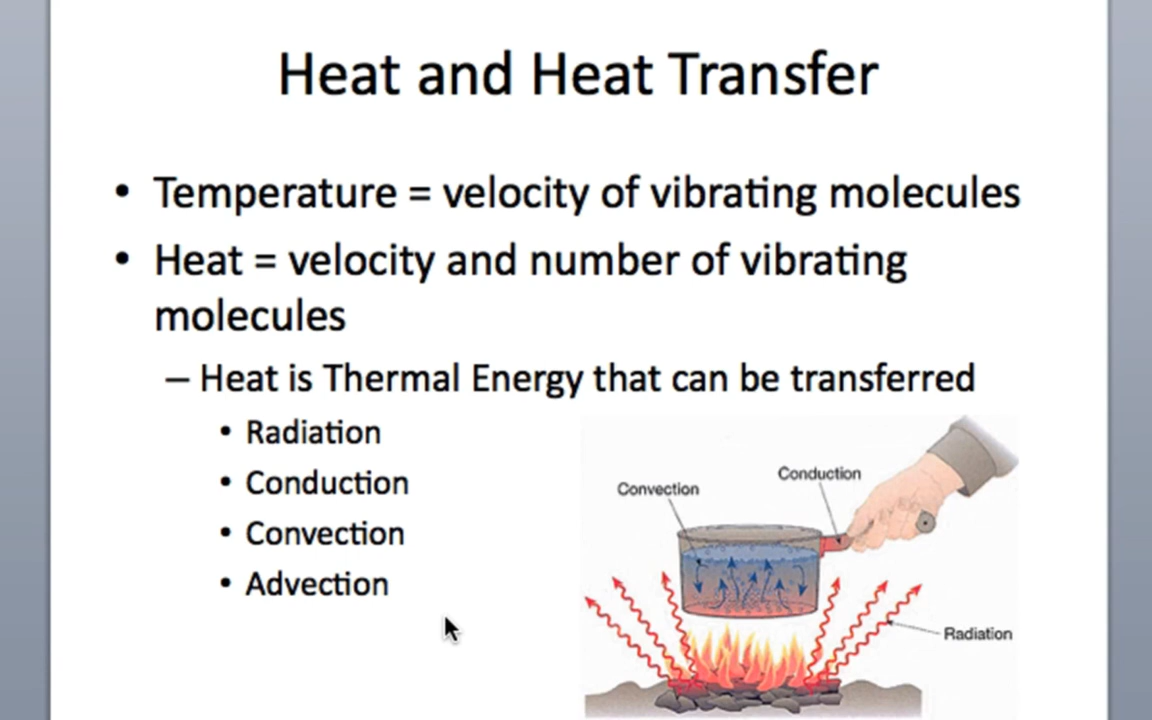 Heat and Heat Transfer
• Temperature = velocity of vibrating molecules
• Heat = velocity and number of vibrating
molecules
– Heat is Thermal Energy that can be transferred
• Radiation
• Conduction
• Convection
• Advection
Conduction
Convection
Radiation